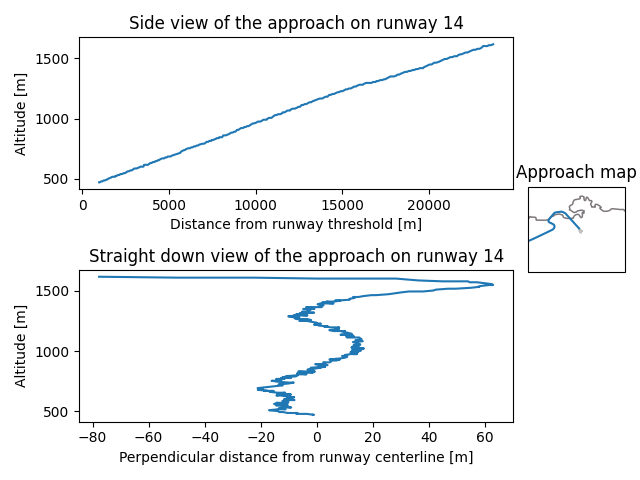 Side view of the approach on runway 14
1500
1000
500
Altitude [m]
0 5000 10000 15000 20000
Distance from runway threshold [m]
Approach map
Straight down view of the approach on runway 14
1500
1000
500
Altitude [m]
−80 −60 −40 −20 0 20 40 60
Perpendicular distance from runway centerline [m]